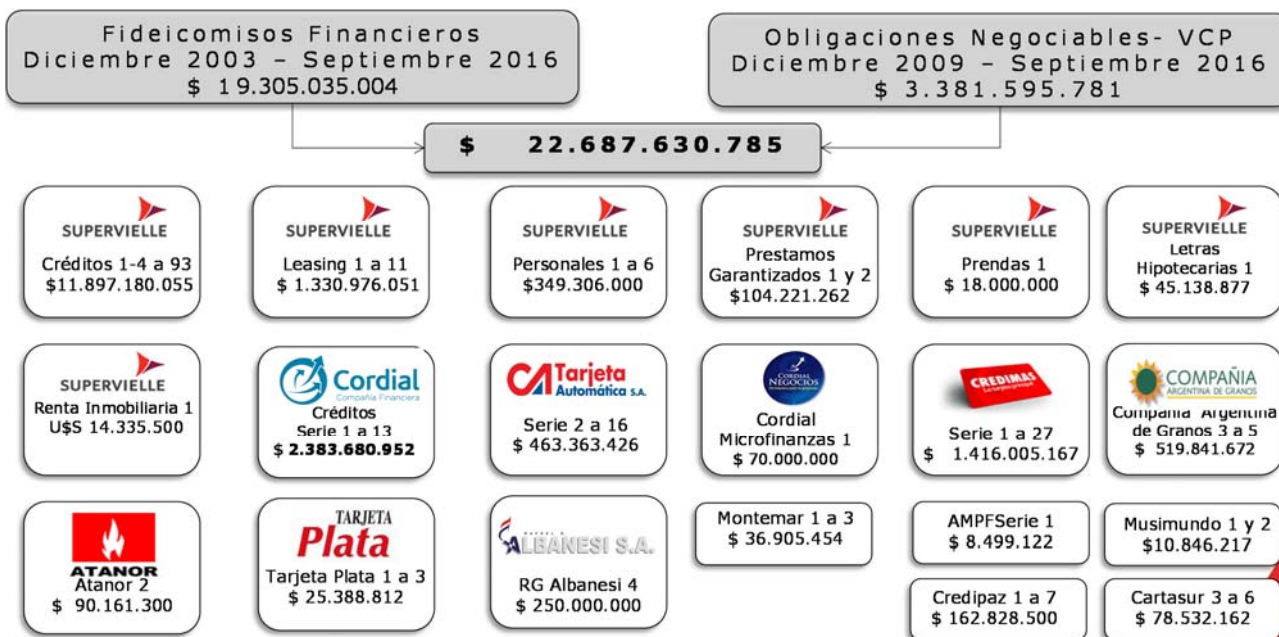 Fideicomisos Financieros
Diciembre 2003 – Septiembre 2016
$ 19.305.035.004
Obligaciones Negociables- VCP
Diciembre 2009 – Septiembre 2016
$ 3.381.595.781
$ 22.687.630.785
SUPERVIELLE
Créditos 1-4 a 93
$11.897.180.055
SUPERVIELLE
Leasing 1 a 11
$ 1.330.976.051
SUPERVIELLE
Personales 1 a 6
$349.306.000
SUPERVIELLE
Prestamos
Garantizados 1 y 2
$104.221.262
SUPERVIELLE
Prendas 1
$ 18.000.000
SUPERVIELLE
Letras
Hipotecarias 1
$ 45.138.877
SUPERVIELLE
Renta Inmobiliaria 1
U$S 14.335.500
Cordial
Compañía Financiera
Créditos
Serie 1 a 13
$ 2.383.680.952
CA Tarjeta
Automática S.A.
Serie 2 a 16
$ 463.363.426
CORDIAL
NEGOCIOS
Cordial
Microfinanzas 1
$ 70.000.000
CREDIMAS
Serie 1 a 27
$ 1.416.005.167
COMPAÑIA
ARGENTINA DE GRANOS
Compañía Argentina
de Granos 3 a 5
$ 519.841.672
ATANOR
Atanor 2
$ 90.161.300
TARJETA
Plata
Tarjeta Plata 1 a 3
$ 25.388.812
ALBANESI S.A.
RG Albanesi 4
$ 250.000.000
Montemar 1 a 3
$ 36.905.454
AMPFSerie 1
$ 8.499.122
Musimundo 1 y 2
$10.846.217
Credipaz 1 a 7
$ 162.828.500
Cartasur 3 a 6
$ 78.532.162